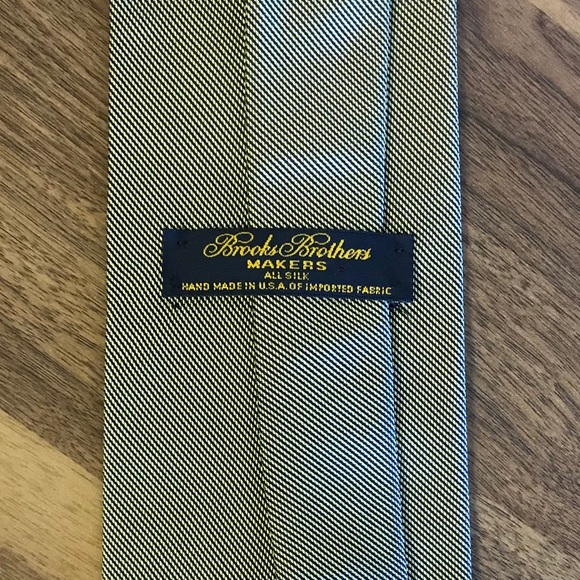 Brooks Brothers
MAKERS
ALL SILK
HAND MADE IN U.S.A. OF IMPORTED FABRIC